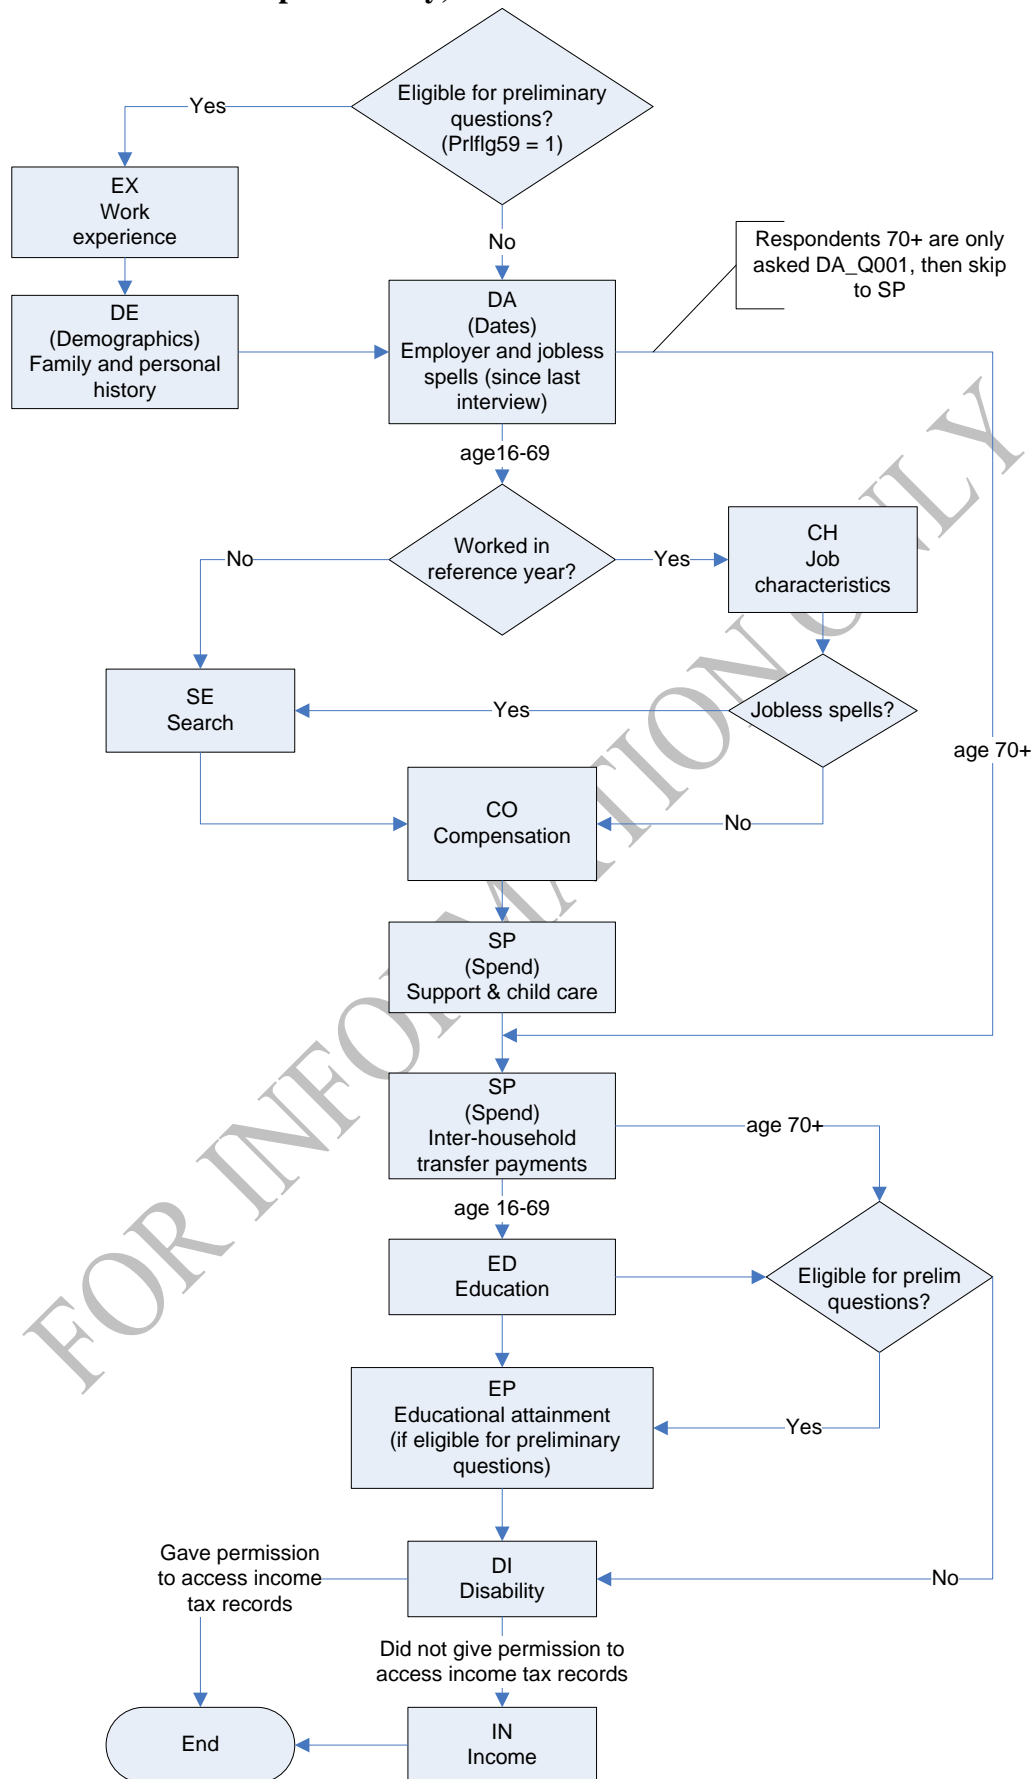 Eligible for preliminary
questions?
(Prlflg59 = 1)
Yes
No
EX
Work
experience
DE
(Demographics)
Family and personal
history
DA
(Dates)
Employer and jobless
spells (since last
interview)
Respondents 70+ are only
asked DA_Q001, then skip
to SP
age16-69
Worked in
reference year?
No
Yes
CH
Job
characteristics
SE
Search
Yes
Jobless spells?
age 70+
No
CO
Compensation
SP
(Spend)
Support & child care
SP
(Spend)
Inter-household
transfer payments
age 70+
age 16-69
ED
Education
Eligible for prelim
questions?
EP
Educational attainment
(if eligible for preliminary
questions)
Yes
Gave permission
to access income
tax records
DI
Disability
No
Did not give permission to
access income tax records
End
IN
Income
FOR INFORMATION ONLY